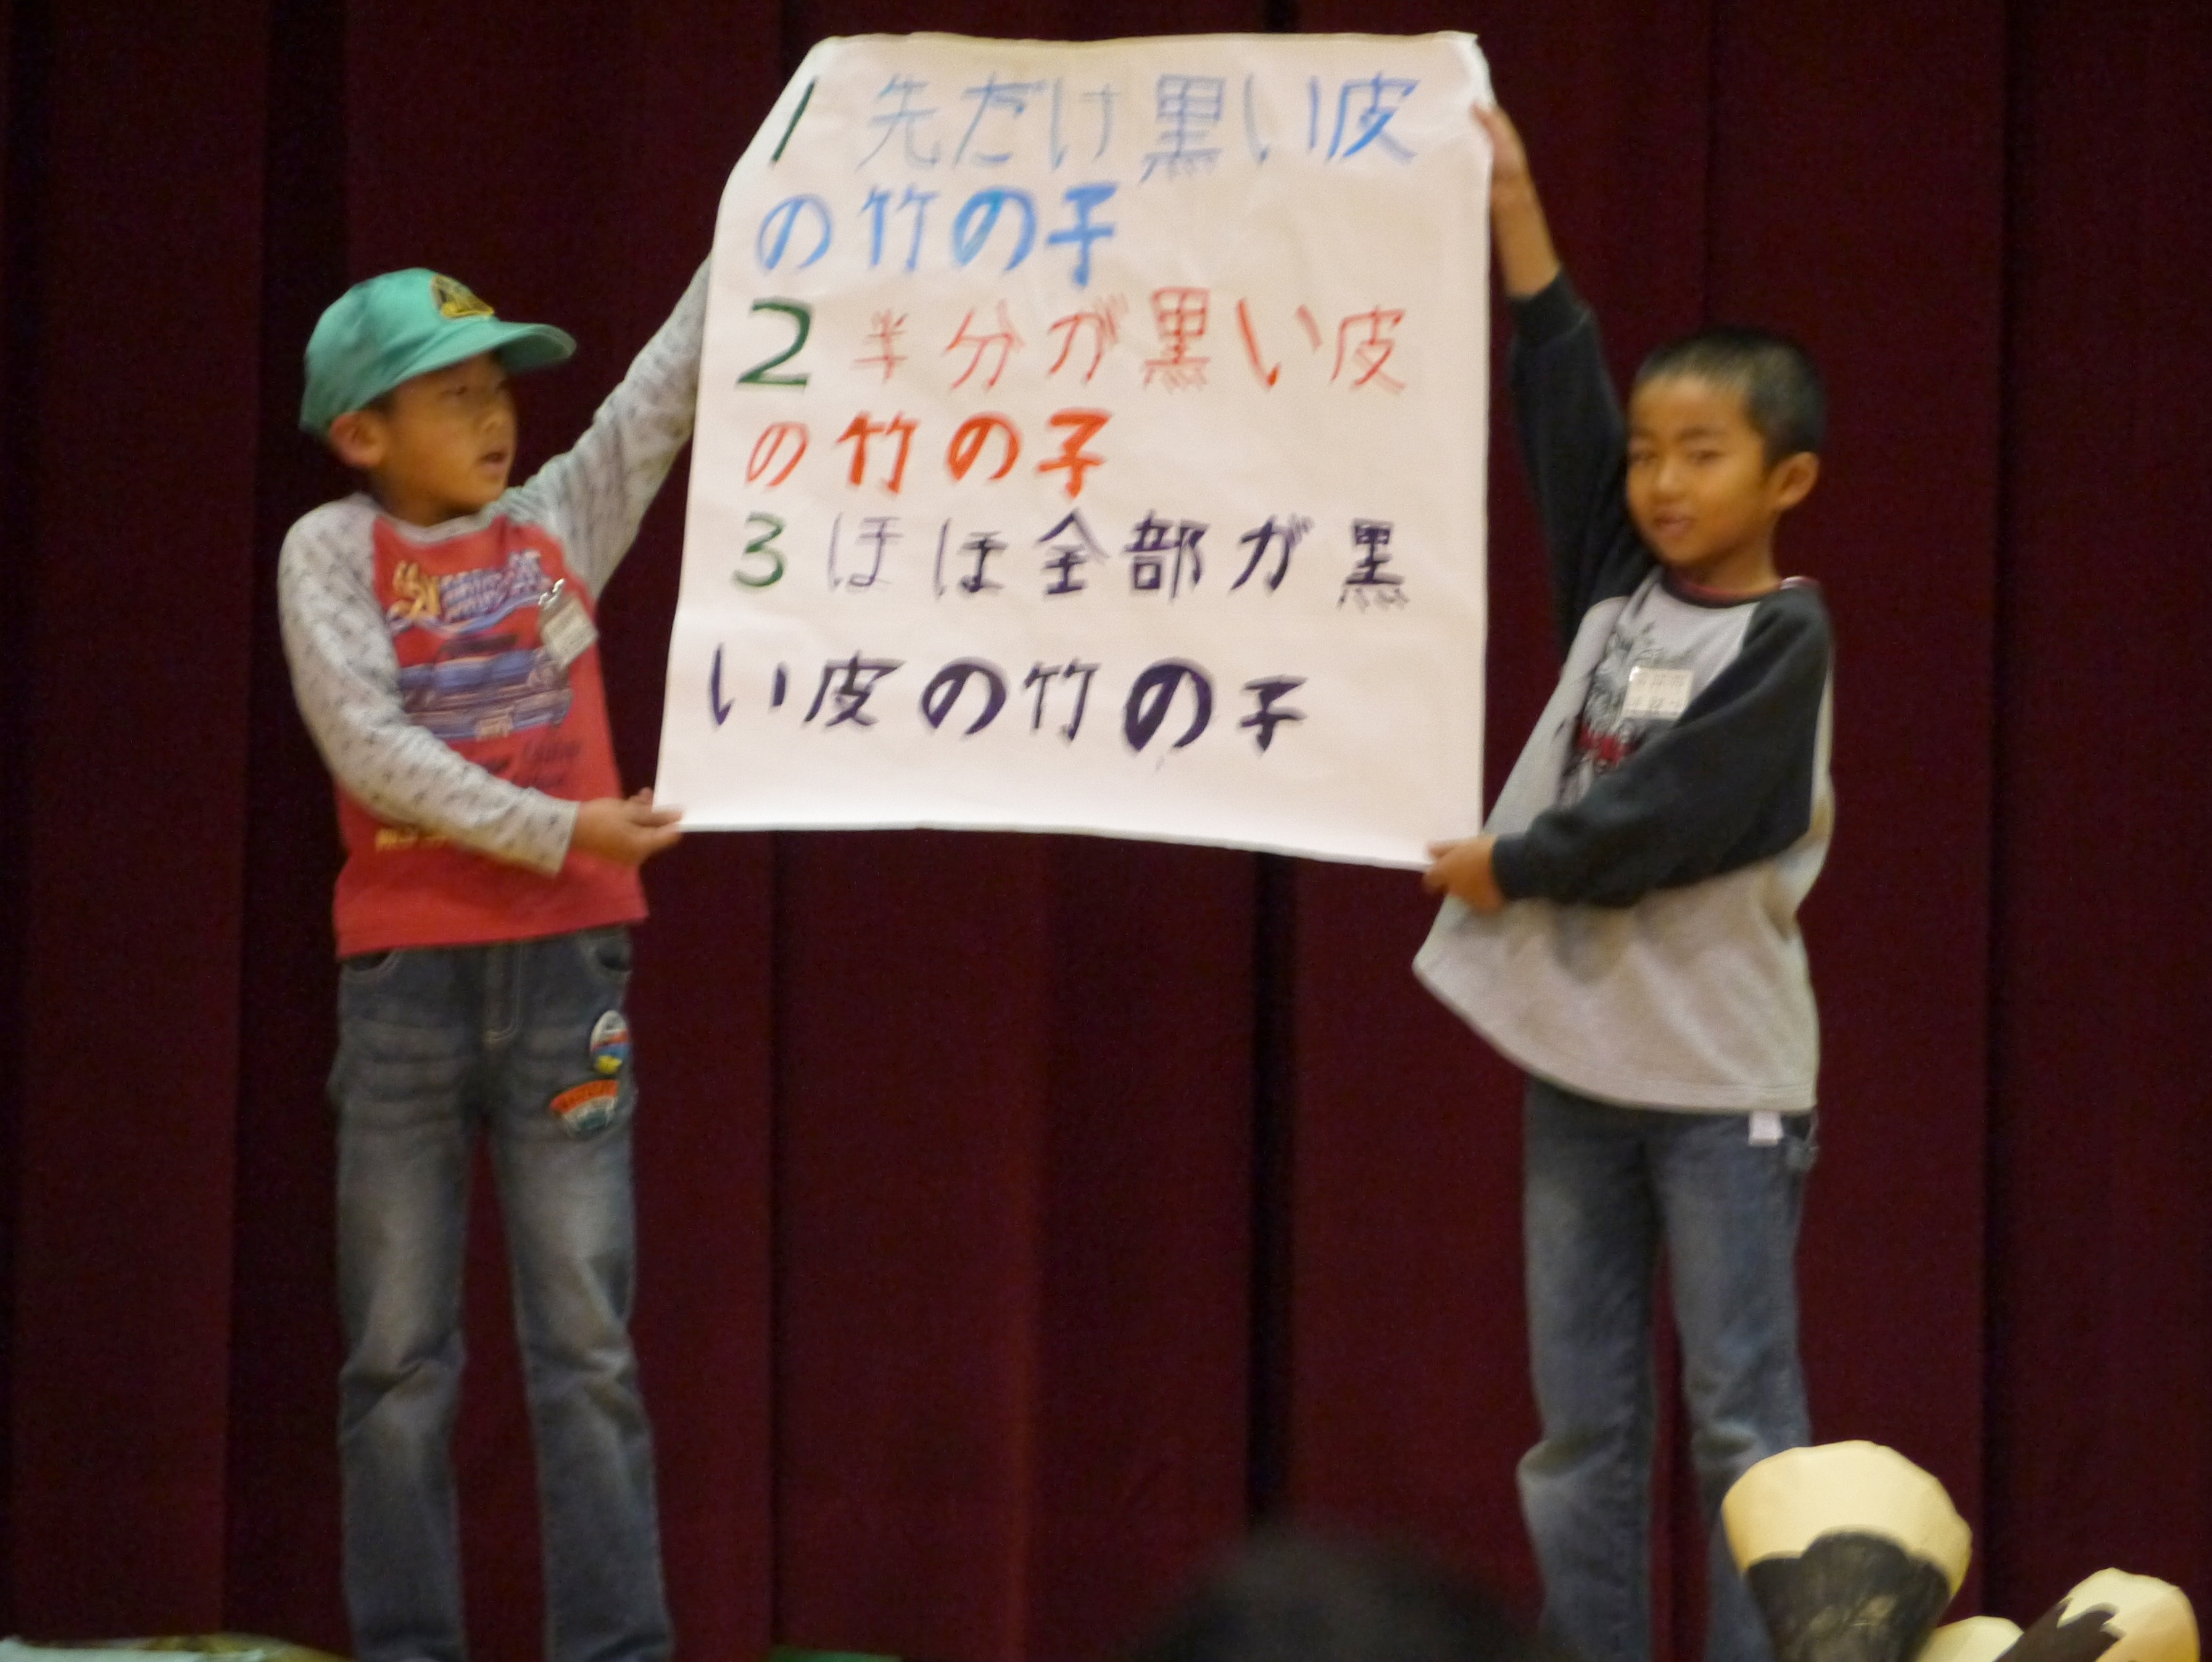 1 先だけ黒い皮
の竹の子
2 半分が黒い皮
の竹の子
3 ほほ全部が黒
い皮の竹の子